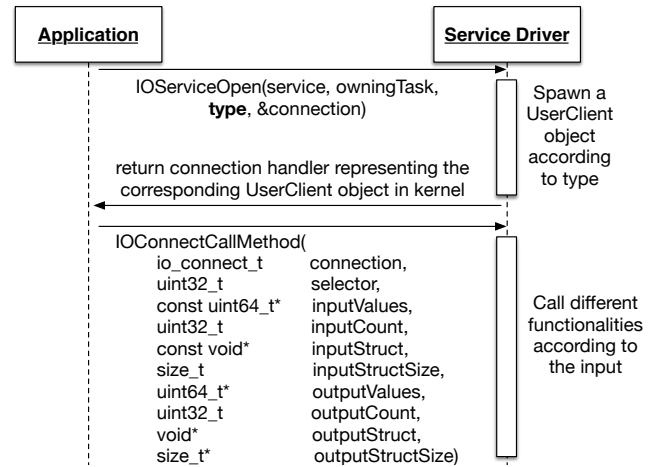 Application
Service Driver
IOServiceOpen(service, owningTask,
type, &connection)
Spawn a
UserClient
object
according
to type
return connection handler representing the
corresponding UserClient object in kernel
IOConnectCallMethod(
io_connect_t connection,
uint32_t selector,
const uint64_t* inputValues,
uint32_t inputCount,
const void* inputStruct,
size_t inputStructSize,
uint64_t* outputValues,
uint32_t outputCount,
void* outputStruct,
size_t* outputStructSize)
Call different
functionalities
according to
the input